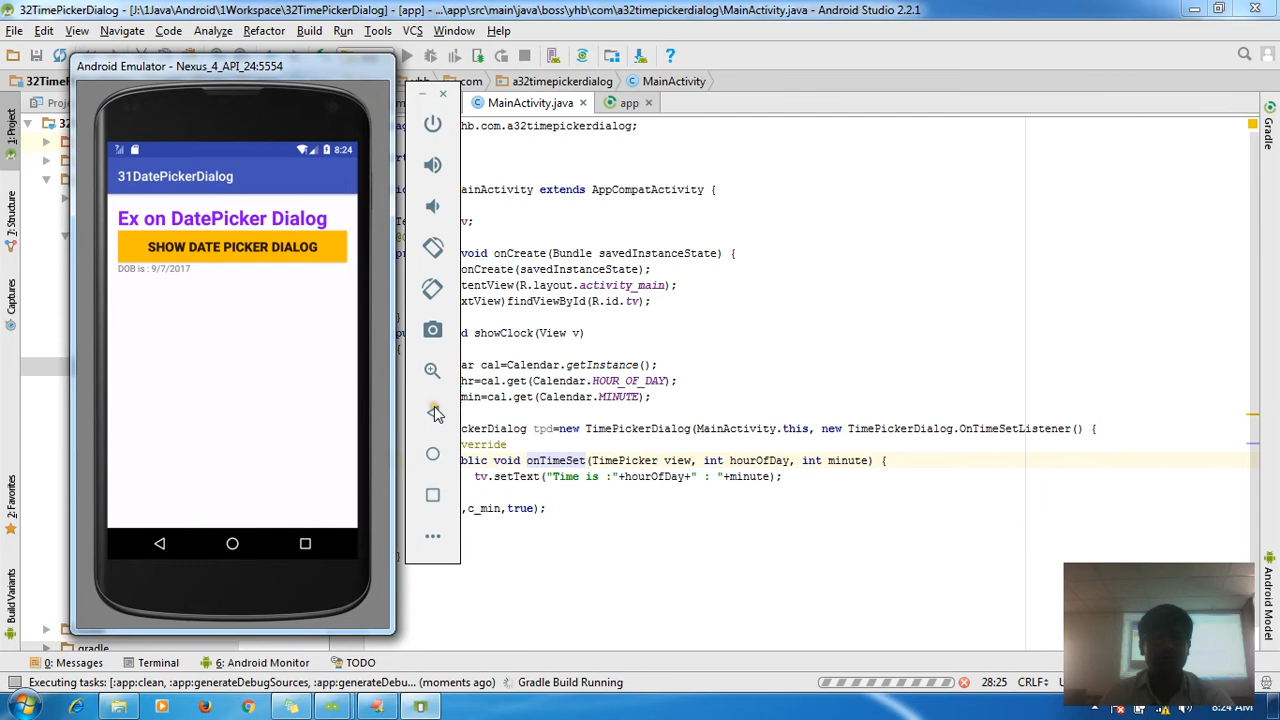 32TimePickerDialog - [J:\1Java\Android\1Workspace\32TimePickerDialog] - [app] - ...\app\src\main\java\boss\yhb\com\a32timepickerdialog\MainActivity.java - Android Studio 2.2.1
File Edit View Navigate Code Analyze Refactor Build Run Tools VCS Window Help
Android Emulator - Nexus_4_API_24:5554
com a32timepickerdialog MainActivity
MainActivity.java app
yhb.com.a32timepickerdialog;
8:24
31DatePickerDialog
Ex on DatePicker Dialog
SHOW DATE PICKER DIALOG
DOB is : 9/7/2017
extends AppCompatActivity {
v;
void onCreate(Bundle savedInstanceState) {
onCreate(savedInstanceState);
tentView(R.layout.activity_main);
xtView)findViewById(R.id.tv);
d showClock(View v)
{
ar cal=Calendar.getInstance();
hr=cal.get(Calendar.HOUR_OF_DAY);
min=cal.get(Calendar.MINUTE);
ckerDialog tpd=new TimePickerDialog(MainActivity.this, new TimePickerDialog.OnTimeSetListener() {
verride
blic void onTimeSet(TimePicker view, int hourOfDay, int minute) {
tv.setText("Time is :"+hourOfDay+" : "+minute);
,c_min,true);
}
1: Project
7: Structure
Captures
2: Favorites
Build Variants
Gradle
Android Model
gradle
0: Messages Terminal 6: Android Monitor TODO
Executing tasks: [:app:clean, :app:generateDebugSources, :app:generateDebu... (moments ago) Gradle Build Running 28:25 CRLF
8:24 AM